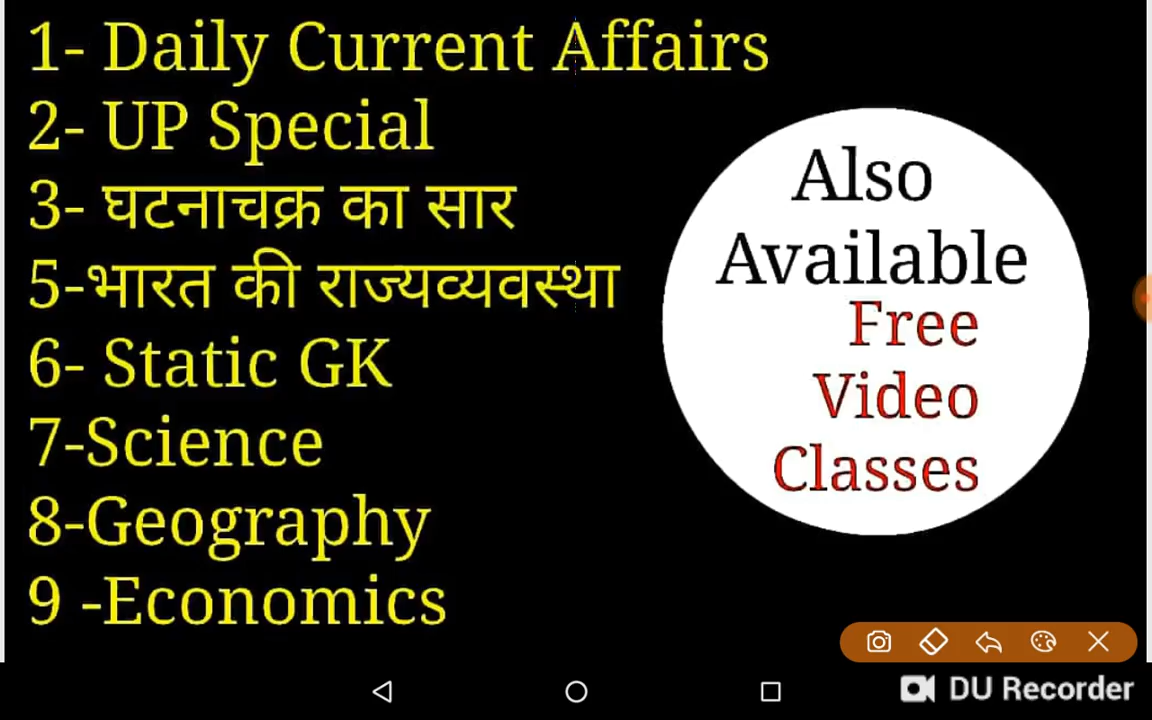 1- Daily Current Affairs
2- UP Special
3- घटनाचक्र का सार
5-भारत की राज्यव्यवस्था
6- Static GK
7-Science
8-Geography
9 -Economics
Also
Available
Free
Video
Classes
DU Recorder